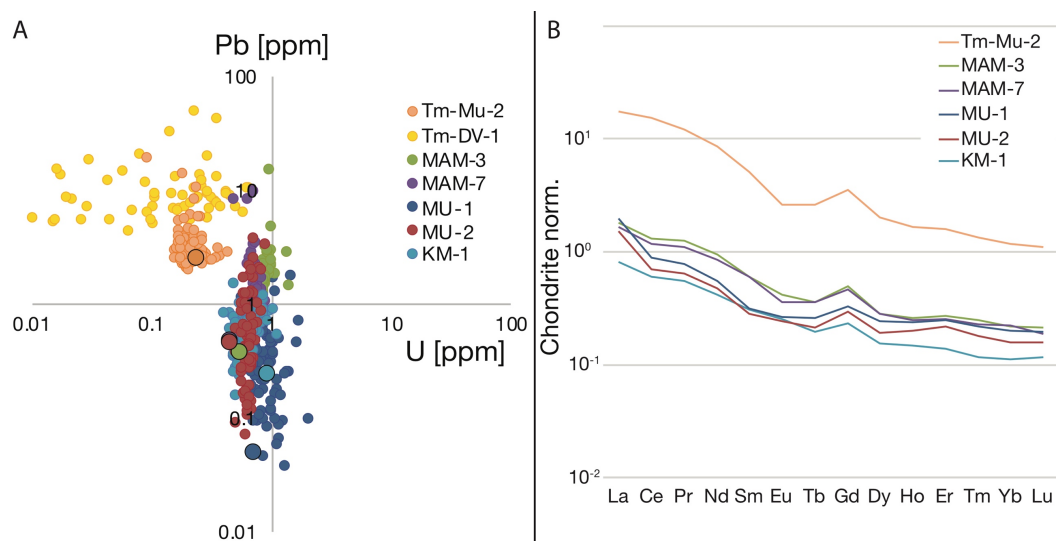 A
Pb [ppm]
100
Tm-Mu-2
Tm-DV-1
MAM-3
MAM-7
MU-1
MU-2
KM-1
10
1
0.01 0.1 1 10 100
U [ppm]
0.1
0.01
B
Tm-Mu-2
MAM-3
MAM-7
MU-1
MU-2
KM-1
Chondrite norm.
10¹
10⁰
10⁻¹
10⁻²
La Ce Pr Nd Sm Eu Tb Gd Dy Ho Er Tm Yb Lu